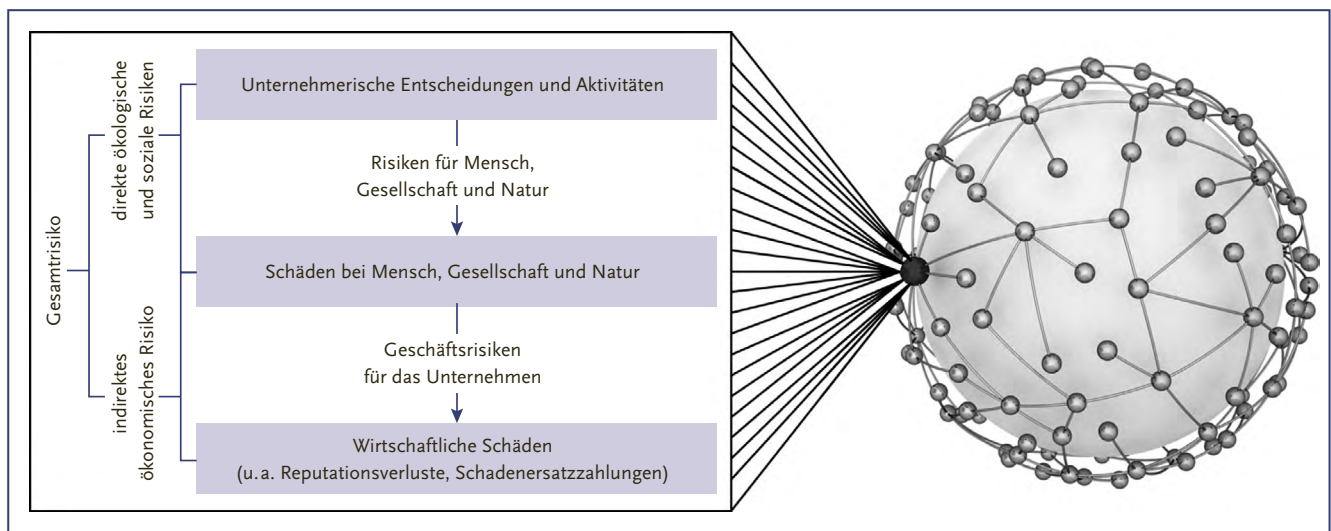 Gesamtrisiko
direkte ökologische
und soziale Risiken
indirektes
ökonomisches Risiko
Unternehmerische Entscheidungen und Aktivitäten
Risiken für Mensch,
Gesellschaft und Natur
Schäden bei Mensch, Gesellschaft und Natur
Geschäftsrisiken
für das Unternehmen
Wirtschaftliche Schäden
(u. a. Reputationsverluste, Schadenersatzzahlungen)